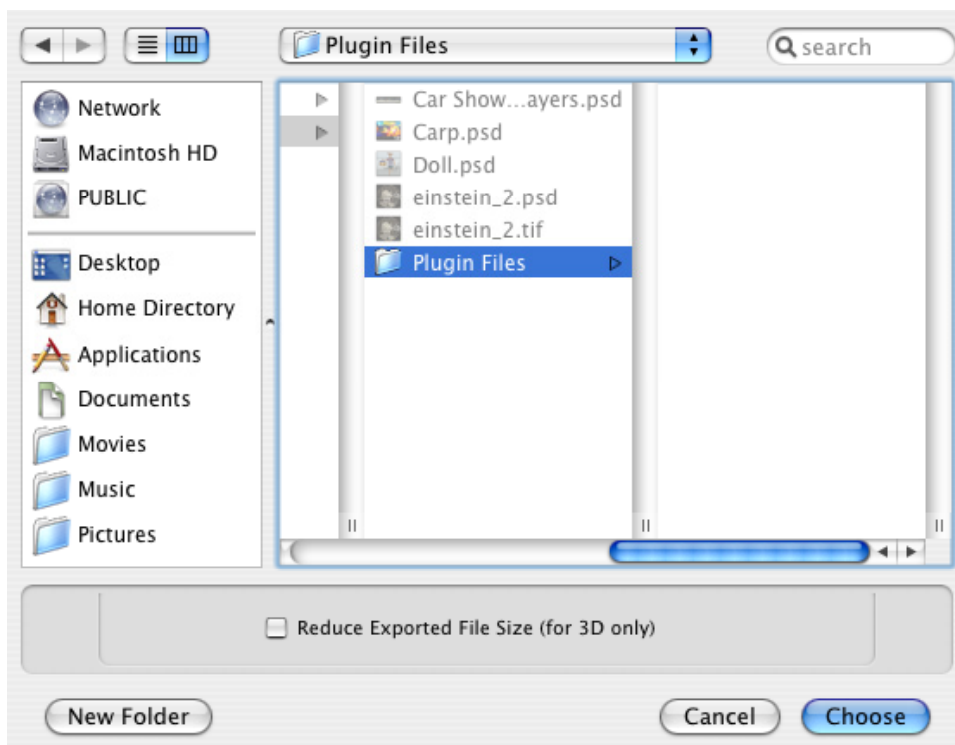 Plugin Files
search
Network
Macintosh HD
PUBLIC
Desktop
Home Directory
Applications
Documents
Movies
Music
Pictures
Car Show...ayers.psd
Carp.psd
Doll.psd
einstein_2.psd
einstein_2.tif
Plugin Files
Reduce Exported File Size (for 3D only)
New Folder
Cancel
Choose